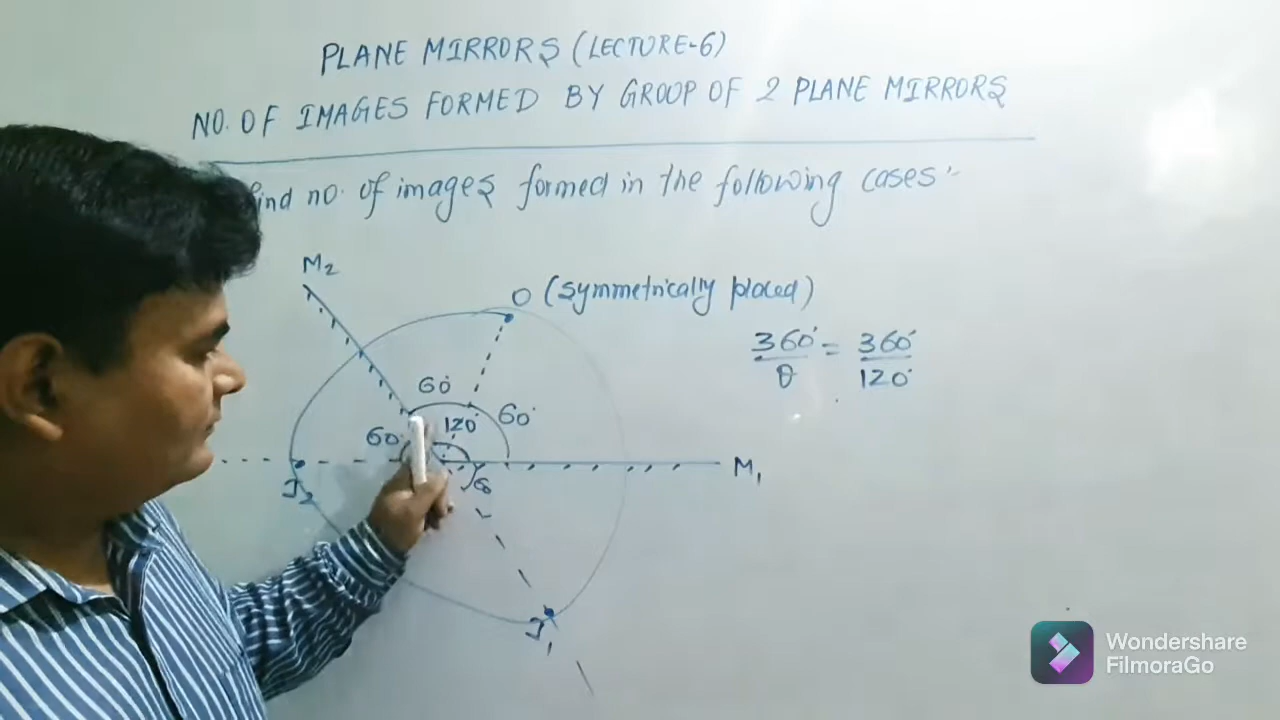 PLANE MIRRORS (LECTURE-6)
NO. OF IMAGES FORMED BY GROOP OF 2 PLANE MIRRORS
find no. of images formed in the following cases:-
M2
O (symmetrically placed)
360° = 360°
θ 120°
60°
120° 60°
60°
60
M1
I2
I1
Wondershare
FilmoraGo